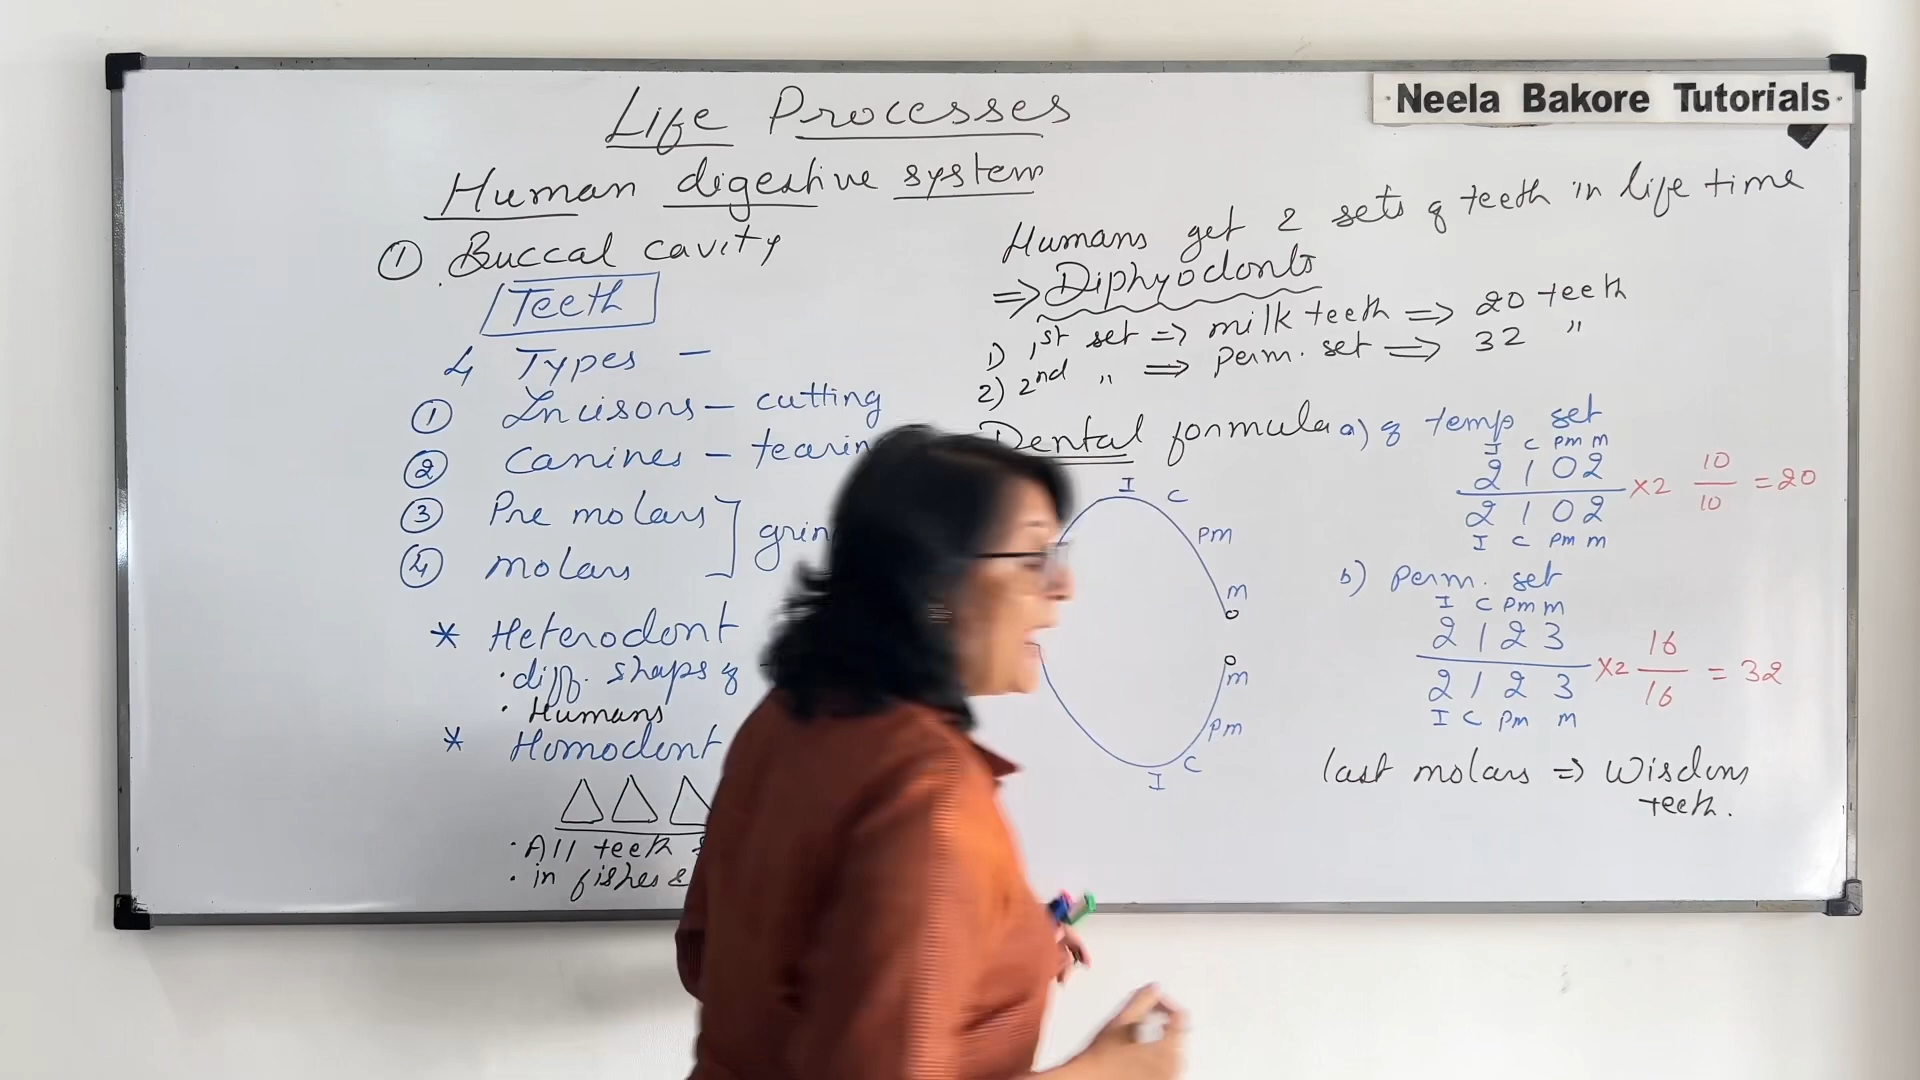 Neela Bakore Tutorials
Life Processes
Human digestive system
① Buccal cavity
Teeth
4 Types -
① Incisors - cutting
② Canines - tearin
③ Pre molars
④ molars
grin
* Heterodont
· diff. shapes of
· Humans
* Homodont
· All teeth
· in fishes &
Humans get 2 sets of teeth in life time
⇒ Diphyodonts
1) 1st set ⇒ milk teeth ⇒ 20 teeth
2) 2nd " ⇒ perm. set ⇒ 32 "
Dental formula a) of temp set
I C Pm m
2 1 0 2
2 1 0 2
I C Pm m
×2 10/10 = 20
I C
Pm
m
m
Pm
I C
b) Perm. set
I C Pm m
2 1 2 3
2 1 2 3
I C Pm m
×2 16/16 = 32
last molars ⇒ Wisdom
teeth.